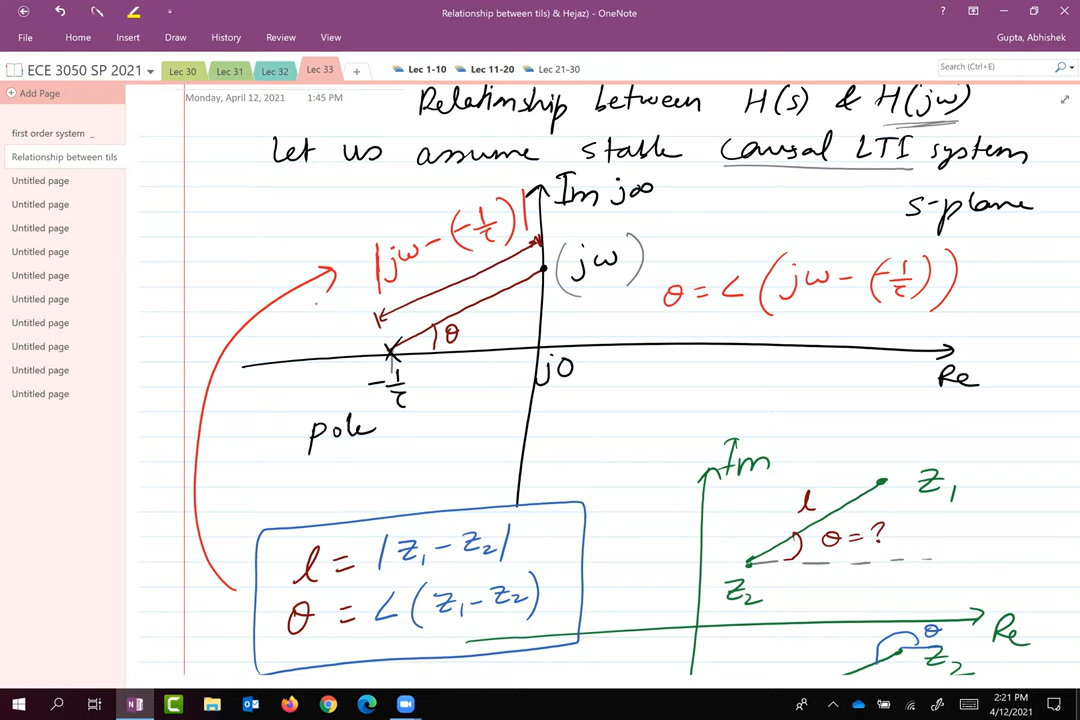 Relationship between tils) & Hejaz) - OneNote
File Home Insert Draw History Review View
Gupta, Abhishek
ECE 3050 SP 2021
Lec 30 Lec 31 Lec 32 Lec 33 Lec 1-10 Lec 11-20 Lec 21-30
Search (Ctrl+E)
Add Page
first order system _
Relationship between tils
Untitled page
Untitled page
Untitled page
Untitled page
Untitled page
Untitled page
Untitled page
Untitled page
Untitled page
Untitled page
Monday, April 12, 2021 1:45 PM
Relationship between H(s) & H(jω)
Let us assume stable causal LTI system
Im j∞
s-plane
|jω - (-1/τ)|
(jω)
θ = ∠(jω - (-1/τ))
θ
-1/τ
j0
Re
pole
Im
l
Z1
θ = ?
Z2
l = |Z1 - Z2|
θ = ∠(Z1 - Z2)
Re
θ
Z2
2:21 PM
4/12/2021